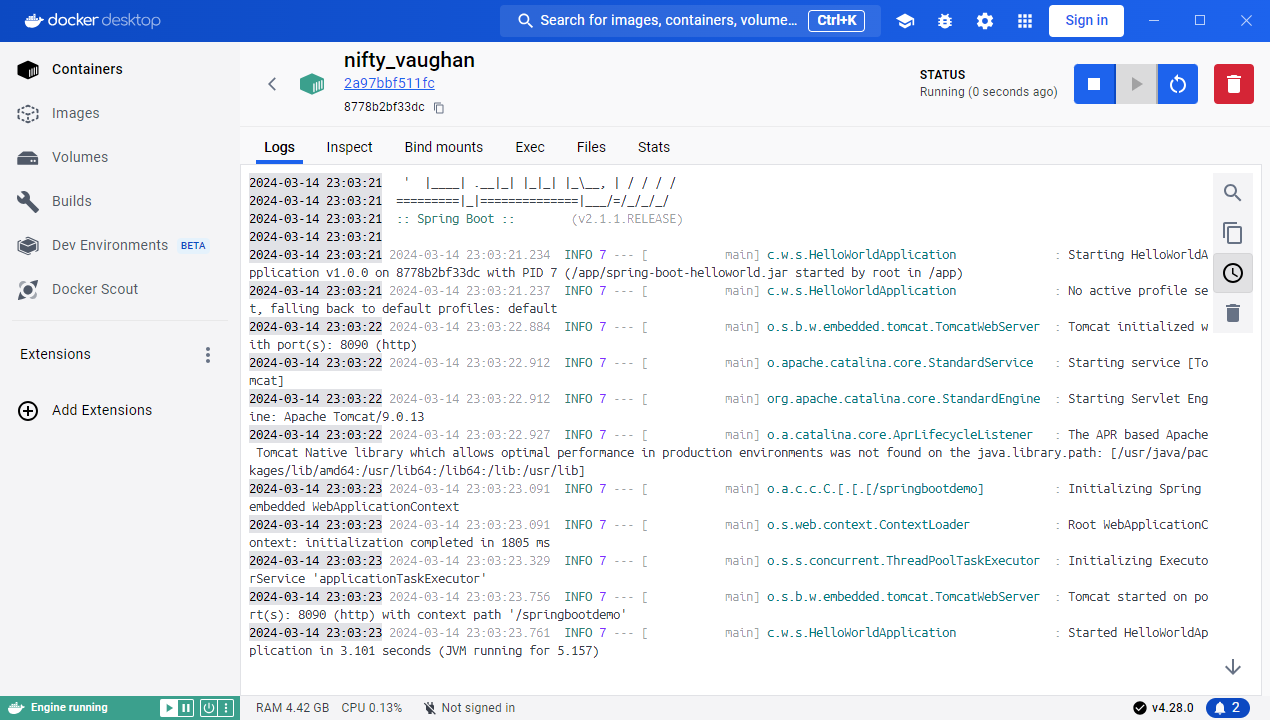 docker desktop
Search for images, containers, volume... Ctrl+K
Sign in
Containers
Images
Volumes
Builds
Dev Environments BETA
Docker Scout
Extensions
Add Extensions
nifty_vaughan
2a97bbf511fc
8778b2bf33dc
STATUS
Running (0 seconds ago)
Logs Inspect Bind mounts Exec Files Stats
2024-03-14 23:03:21   '  |____| .__|_| |_|_| |_\__, | / / / /
2024-03-14 23:03:21  =========|_|==============|___/=/_/_/_/
2024-03-14 23:03:21  :: Spring Boot ::        (v2.1.1.RELEASE)
2024-03-14 23:03:21
2024-03-14 23:03:21 2024-03-14 23:03:21.234  INFO 7 --- [           main] c.w.s.HelloWorldApplication              : Starting HelloWorldA
pplication v1.0.0 on 8778b2bf33dc with PID 7 (/app/spring-boot-helloworld.jar started by root in /app)
2024-03-14 23:03:21 2024-03-14 23:03:21.237  INFO 7 --- [           main] c.w.s.HelloWorldApplication              : No active profile se
t, falling back to default profiles: default
2024-03-14 23:03:22 2024-03-14 23:03:22.884  INFO 7 --- [           main] o.s.b.w.embedded.tomcat.TomcatWebServer  : Tomcat initialized w
ith port(s): 8090 (http)
2024-03-14 23:03:22 2024-03-14 23:03:22.912  INFO 7 --- [           main] o.apache.catalina.core.StandardService   : Starting service [To
mcat]
2024-03-14 23:03:22 2024-03-14 23:03:22.912  INFO 7 --- [           main] org.apache.catalina.core.StandardEngine  : Starting Servlet Eng
ine: Apache Tomcat/9.0.13
2024-03-14 23:03:22 2024-03-14 23:03:22.927  INFO 7 --- [           main] o.a.catalina.core.AprLifecycleListener   : The APR based Apache
 Tomcat Native library which allows optimal performance in production environments was not found on the java.library.path: [/usr/java/pac
kages/lib/amd64:/usr/lib64:/lib64:/lib:/usr/lib]
2024-03-14 23:03:23 2024-03-14 23:03:23.091  INFO 7 --- [           main] o.a.c.c.C.[.[.[/springbootdemo]          : Initializing Spring
embedded WebApplicationContext
2024-03-14 23:03:23 2024-03-14 23:03:23.091  INFO 7 --- [           main] o.s.web.context.ContextLoader            : Root WebApplicationC
ontext: initialization completed in 1805 ms
2024-03-14 23:03:23 2024-03-14 23:03:23.329  INFO 7 --- [           main] o.s.s.concurrent.ThreadPoolTaskExecutor  : Initializing Executo
rService 'applicationTaskExecutor'
2024-03-14 23:03:23 2024-03-14 23:03:23.756  INFO 7 --- [           main] o.s.b.w.embedded.tomcat.TomcatWebServer  : Tomcat started on po
rt(s): 8090 (http) with context path '/springbootdemo'
2024-03-14 23:03:23 2024-03-14 23:03:23.761  INFO 7 --- [           main] c.w.s.HelloWorldApplication              : Started HelloWorldAp
plication in 3.101 seconds (JVM running for 5.157)
Engine running
RAM 4.42 GB CPU 0.13% Not signed in
v4.28.0 2